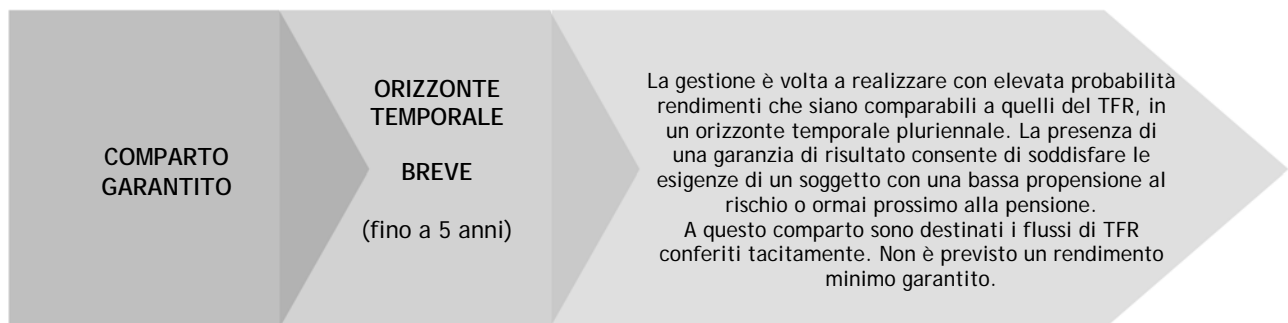 COMPARTO
GARANTITO
ORIZZONTE
TEMPORALE
BREVE
(fino a 5 anni)
La gestione è volta a realizzare con elevata probabilità
rendimenti che siano comparabili a quelli del TFR, in
un orizzonte temporale pluriennale. La presenza di
una garanzia di risultato consente di soddisfare le
esigenze di un soggetto con una bassa propensione al
rischio o ormai prossimo alla pensione.
A questo comparto sono destinati i flussi di TFR
conferiti tacitamente. Non è previsto un rendimento
minimo garantito.